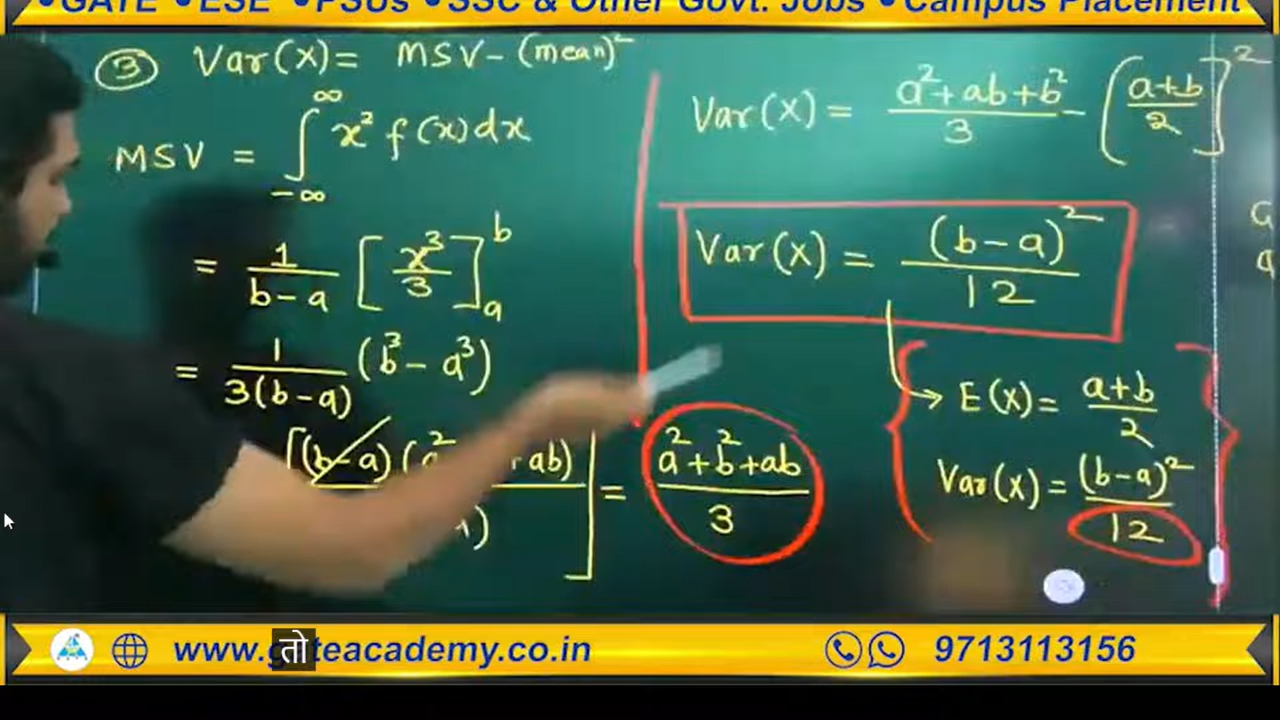 •GATE •ESE •PSUs •SSC & Other Govt. Jobs •Campus Placement
③ Var(X)= MSV-(mean)²
MSV = ∫_{-∞}^{∞} x² f(x)dx
= 1/(b-a) [x³/3]_a^b
= 1/(3(b-a)) (b³-a³)
[(b-a)(a² +ab) ] = (a²+b²+ab)/3
Var(X)= (a²+ab+b²)/3 - [(a+b)/2]²
Var(X) = (b-a)²/12
→ E(X)= (a+b)/2
Var(X)= (b-a)²/12
तो
www.g teacademy.co.in
9713113156